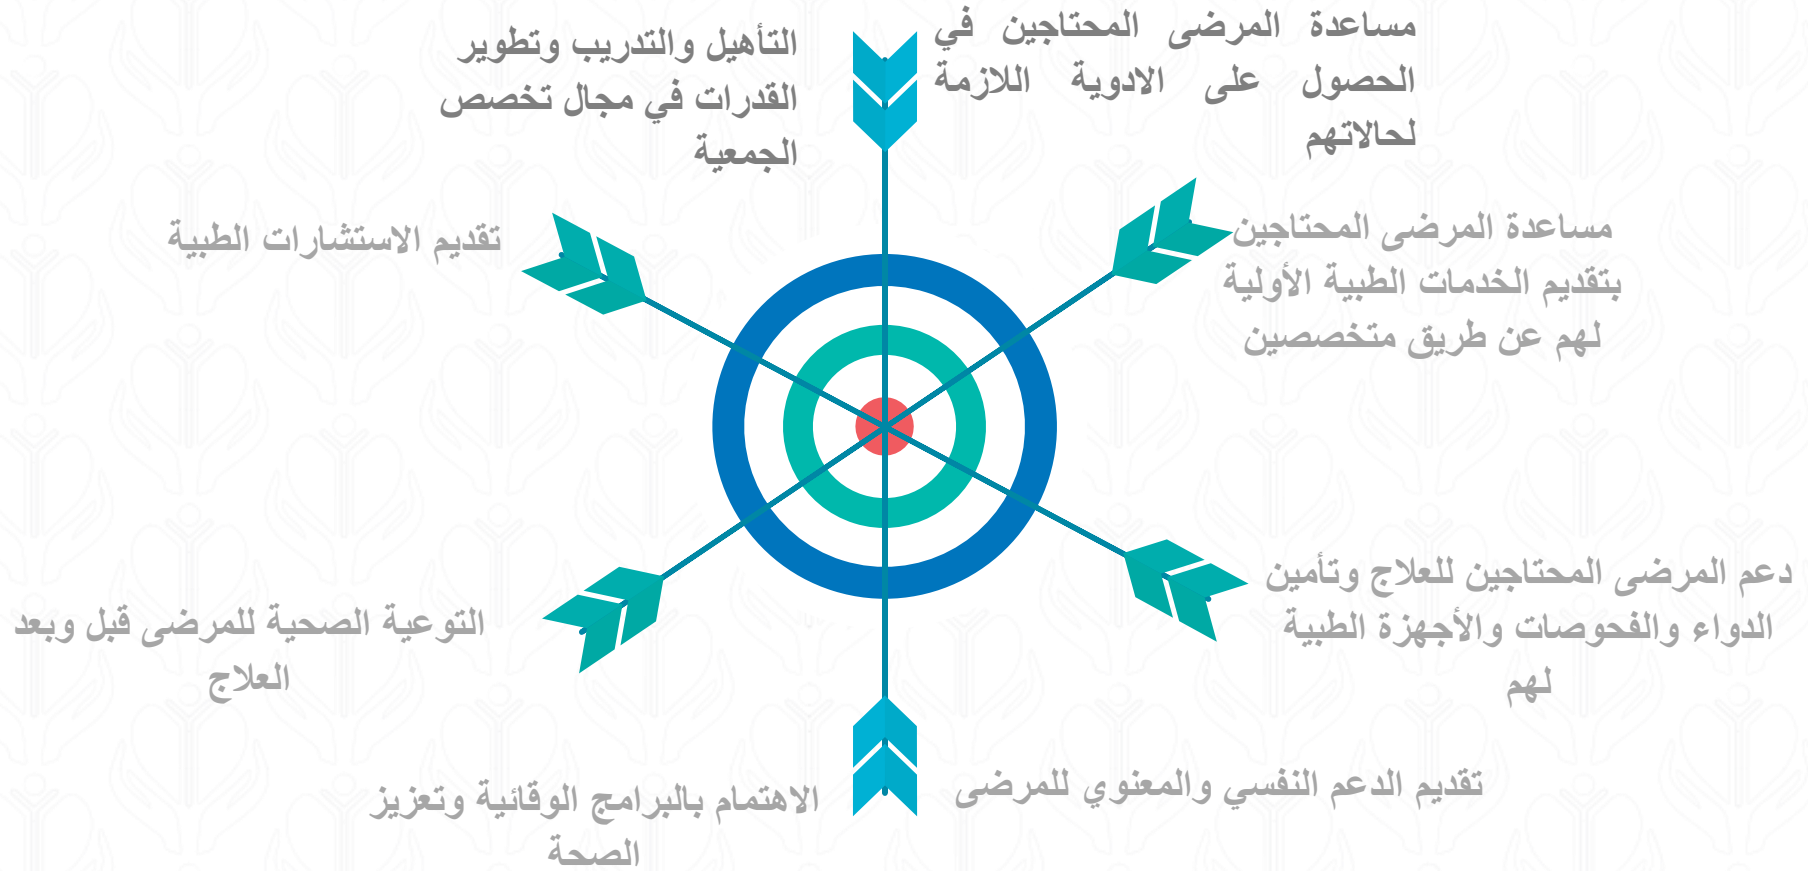 مساعدة المرضى المحتاجين في
الحصول على الادوية اللازمة
لحالاتهم
مساعدة المرضى المحتاجين
بتقديم الخدمات الطبية الأولية
لهم عن طريق متخصصين
دعم المرضى المحتاجين للعلاج وتأمين
الدواء والفحوصات والأجهزة الطبية
لهم
تقديم الدعم النفسي والمعنوي للمرضى
التأهيل والتدريب وتطوير
القدرات في مجال تخصص
الجمعية
تقديم الاستشارات الطبية
التوعية الصحية للمرضى قبل وبعد
العلاج
الاهتمام بالبرامج الوقائية وتعزيز
الصحة